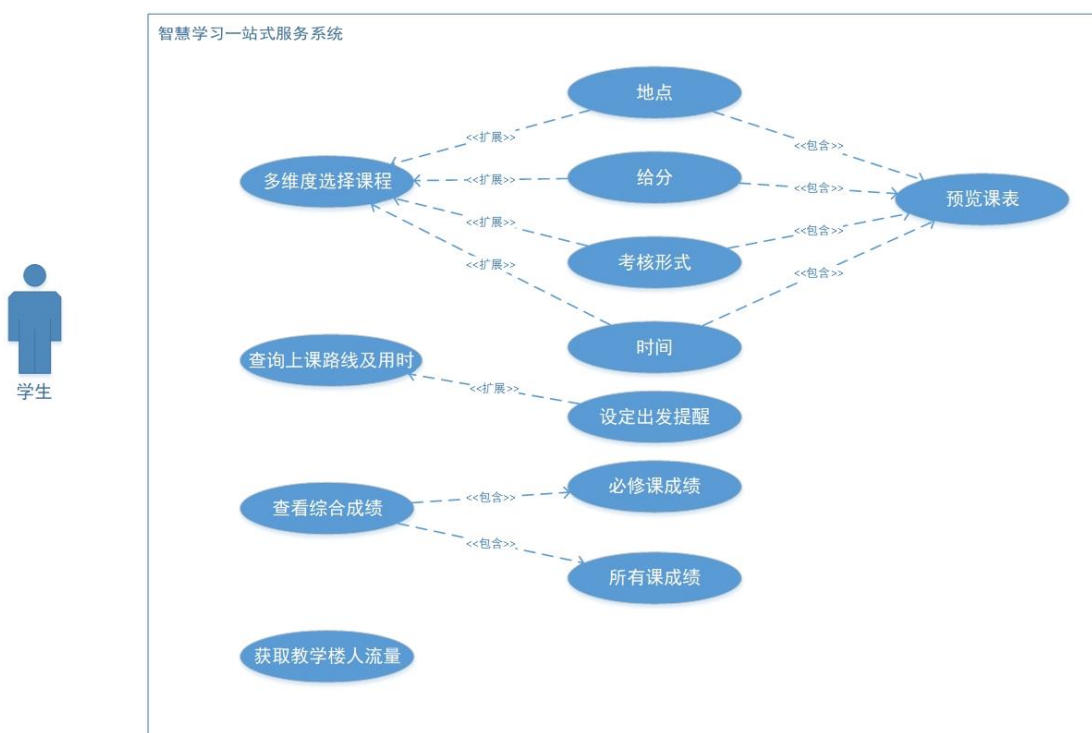 智慧学习一站式服务系统
地点
<<扩展>>
<<包含>>
多维度选择课程
<<扩展>>
给分
<<包含>>
预览课表
<<扩展>>
<<包含>>
考核形式
<<扩展>>
<<包含>>
时间
查询上课路线及用时
<<扩展>>
学生
设定出发提醒
必修课成绩
<<包含>>
查看综合成绩
<<包含>>
所有课成绩
获取教学楼人流量